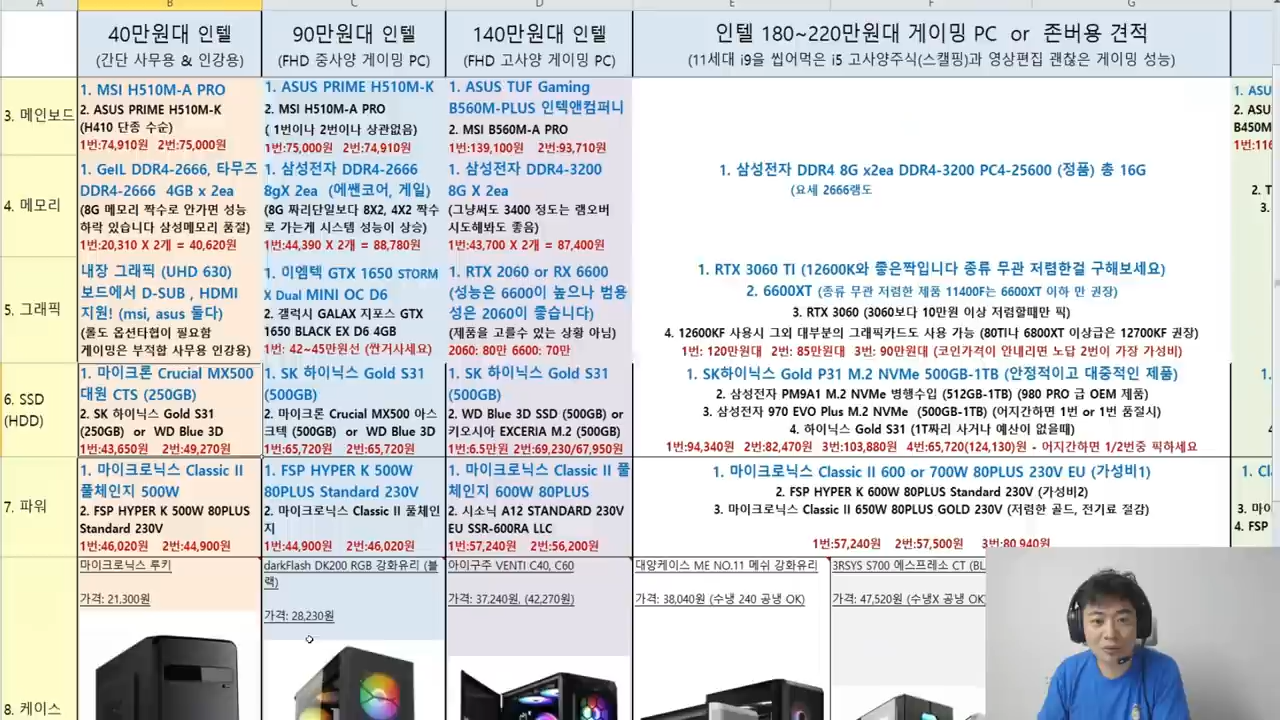 A B C D E F G
40만원대 인텔
(간단 사무용 & 인강용)
90만원대 인텔
(FHD 중사양 게이밍 PC)
140만원대 인텔
(FHD 고사양 게이밍 PC)
인텔 180~220만원대 게이밍 PC or 존버용 견적
(11세대 i9을 씹어먹은 i5 고사양주식(스캘핑)과 영상편집 괜찮은 게이밍 성능)
3. 메인보드
1. MSI H510M-A PRO
2. ASUS PRIME H510M-K
(H410 단종 수순)
1번:74,910원 2번:75,000원
1. ASUS PRIME H510M-K
2. MSI H510M-A PRO
( 1번이나 2번이나 상관없음)
1번:75,000원 2번:74,910원
1. ASUS TUF Gaming
B560M-PLUS 인텍앤컴퍼니
2. MSI B560M-A PRO
1번:139,100원 2번:93,710원
1. ASU
2. ASU
B450M
1번:116
4. 메모리
1. GeIL DDR4-2666, 타무즈
DDR4-2666 4GB x 2ea
(8G 메모리 짝수로 안가면 성능
하락 있습니다 삼성메모리 품절)
1번:20,310 X 2개 = 40,620원
1. 삼성전자 DDR4-2666
8gX 2ea (에쎈코어, 게일)
(8G 짜리단일보다 8X2, 4X2 짝수
로 가는게 시스템 성능이 상승)
1번:44,390 X 2개 = 88,780원
1. 삼성전자 DDR4-3200
8G X 2ea
(그냥써도 3400 정도는 램오버
시도해봐도 좋음)
1번:43,700 X 2개 = 87,400원
1. 삼성전자 DDR4 8G x2ea DDR4-3200 PC4-25600 (정품) 총 16G
(요세 2666램도
2. T
3.
5. 그래픽
내장 그래픽 (UHD 630)
보드에서 D-SUB , HDMI
지원! (msi, asus 둘다)
(롤도 옵션타협이 필요함
게이밍은 부적합 사무용 인강용)
1. 이엠텍 GTX 1650 STORM
X Dual MINI OC D6
2. 갤럭시 GALAX 지포스 GTX
1650 BLACK EX D6 4GB
1번: 42~45만원선 (싼거사세요)
1. RTX 2060 or RX 6600
(성능은 6600이 높으나 범용
성은 2060이 좋습니다)
(제품을 고를수 있는 상황 아님)
2060: 80만 6600: 70만
1. RTX 3060 TI (12600K와 좋은짝입니다 종류 무관 저렴한걸 구해보세요)
2. 6600XT (종류 무관 저렴한 제품 11400F는 6600XT 이하 만 권장)
3. RTX 3060 (3060보다 10만원 이상 저렴할때만 픽)
4. 12600KF 사용시 그외 대부분의 그래픽카드도 사용 가능 (80TI나 6800XT 이상급은 12700KF 권장)
1번: 120만원대 2번: 85만원대 3번: 90만원대 (코인가격이 안내리면 노답 2번이 가장 가성비)
6. SSD
(HDD)
1. 마이크론 Crucial MX500
대원 CTS (250GB)
2. SK 하이닉스 Gold S31
(250GB) or WD Blue 3D
1번:43,650원 2번:49,270원
1. SK 하이닉스 Gold S31
(500GB)
2. 마이크론 Crucial MX500 아스
크텍 (500GB) or WD Blue 3D
1번:65,720원 2번:65,720원
1. SK 하이닉스 Gold S31
(500GB)
2. WD Blue 3D SSD (500GB) or
키오시아 EXCERIA M.2 (500GB)
1번:6.5만원 2번:69,230/67,950원
1. SK하이닉스 Gold P31 M.2 NVMe 500GB-1TB (안정적이고 대중적인 제품)
2. 삼성전자 PM9A1 M.2 NVMe 병행수입 (512GB-1TB) (980 PRO 급 OEM 제품)
3. 삼성전자 970 EVO Plus M.2 NVMe (500GB-1TB) (어지간하면 1번 or 1번 품절시)
4. 하이닉스 Gold S31 (1T짜리 사거나 예산이 없을때)
1번:94,340원 2번:82,470원 3번:103,880원 4번:65,720(124,130)원 - 어지간하면 1/2번중 픽하세요
1.
4
7. 파워
1. 마이크로닉스 Classic II
풀체인지 500W
2. FSP HYPER K 500W 80PLUS
Standard 230V
1번:46,020원 2번:44,900원
1. FSP HYPER K 500W
80PLUS Standard 230V
2. 마이크로닉스 Classic II 풀체인
지
1번:44,900원 2번:46,020원
1. 마이크로닉스 Classic II 풀
체인지 600W 80PLUS
2. 시소닉 A12 STANDARD 230V
EU SSR-600RA LLC
1번:57,240원 2번:56,200원
1. 마이크로닉스 Classic II 600 or 700W 80PLUS 230V EU (가성비1)
2. FSP HYPER K 600W 80PLUS Standard 230V (가성비2)
3. 마이크로닉스 Classic II 650W 80PLUS GOLD 230V (저렴한 골드, 전기료 절감)
1번:57,240원 2번:57,500원 3번:80,940원
1. Cl
3. 마이
4. FSP
8. 케이스
마이크로닉스 루키
가격: 21,300원
darkFlash DK200 RGB 강화유리 (블
랙)
가격: 28,230원
아이구주 VENTI C40, C60
가격: 37,240원, (42,270원)
대양케이스 ME NO.11 메쉬 강화유리
가격: 38,040원 (수냉 240 공냉 OK)
3RSYS S700 에스프레소 CT (BL
가격: 47,520원 (수냉X 공냉 OK)